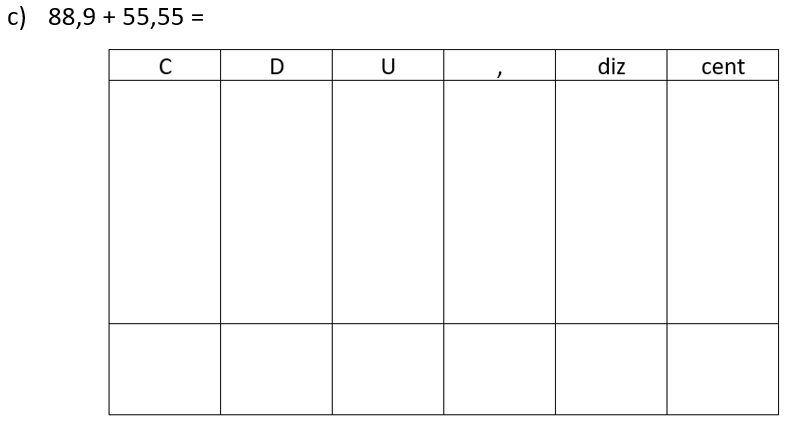 c) 88,9 + 55,55 =
C D U , diz cent